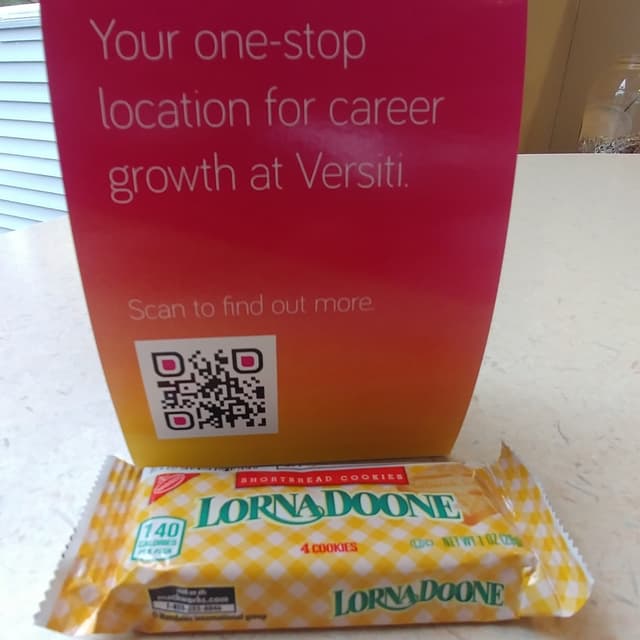 Your one-stop
location for career
growth at Versiti.
Scan to find out more.
SHORTBREAD COOKIES
LORNA DOONE
140
CALORIES
4 COOKIES
NET WT 1 OZ
LORNA DOONE